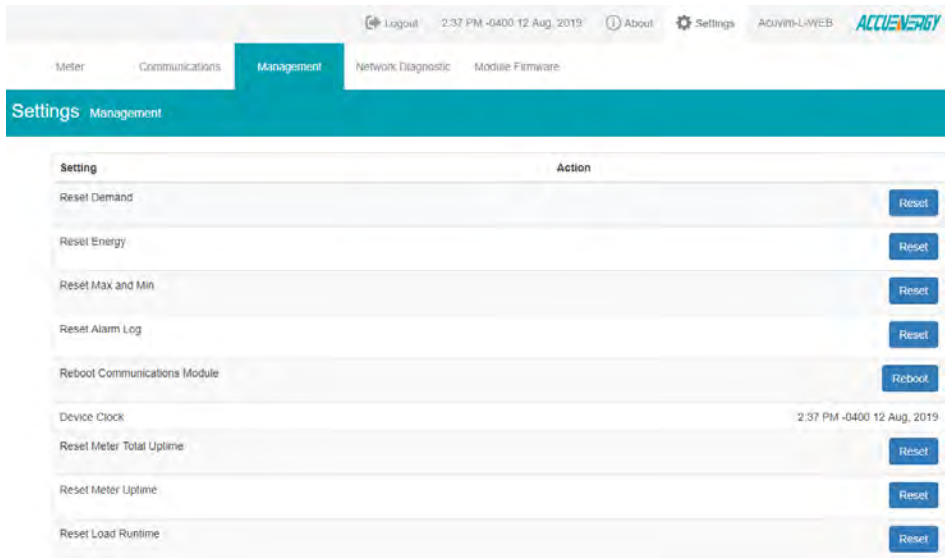 Logout 2:37 PM -0400 12 Aug, 2019 About Settings Acuvim-L-WEB ACCUENERGY
Meter Communications Management Network Diagnostic Module Firmware
Settings Management
Setting Action
Reset Demand Reset
Reset Energy Reset
Reset Max and Min Reset
Reset Alarm Log Reset
Reboot Communications Module Reboot
Device Clock 2:37 PM -0400 12 Aug, 2019
Reset Meter Total Uptime Reset
Reset Meter Uptime Reset
Reset Load Runtime Reset